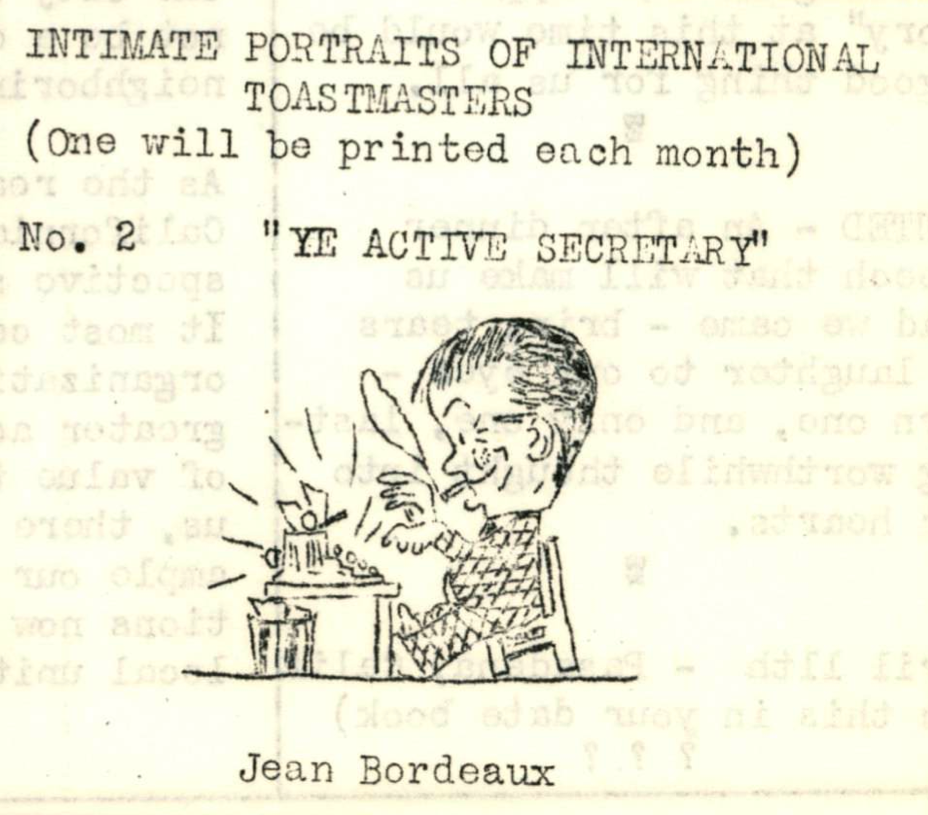 INTIMATE PORTRAITS OF INTERNATIONAL
TOASTMASTERS
(One will be printed each month)
No. 2 "YE ACTIVE SECRETARY"
Jean Bordeaux